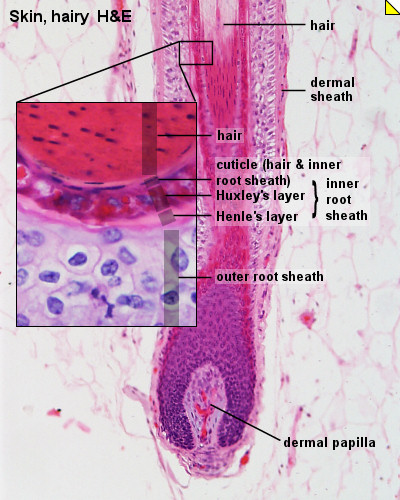 Skin, hairy H&E
hair
dermal
sheath
hair
cuticle (hair & inner
root sheath)
Huxley's layer
Henle's layer
inner
root
sheath
outer root sheath
dermal papilla